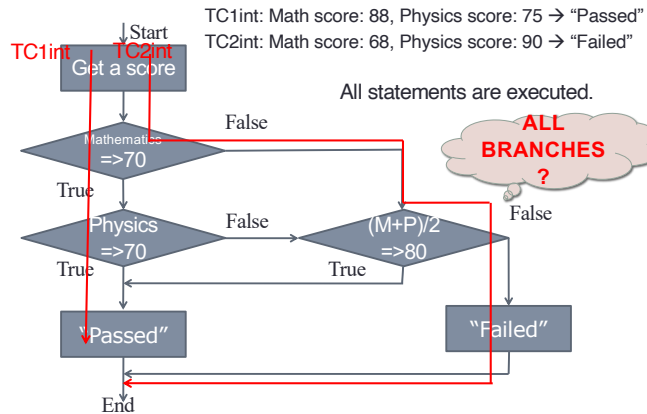 TC1int: Math score: 88, Physics score: 75 → “Passed”
TC2int: Math score: 68, Physics score: 90 → “Failed”
Start
TC1int
TC2int
Get a score
All statements are executed.
ALL
BRANCHES
?
False
Mathematics
=>70
True
False
Physics
=>70
False
(M+P)/2
=>80
True
True
“Passed”
“Failed”
End